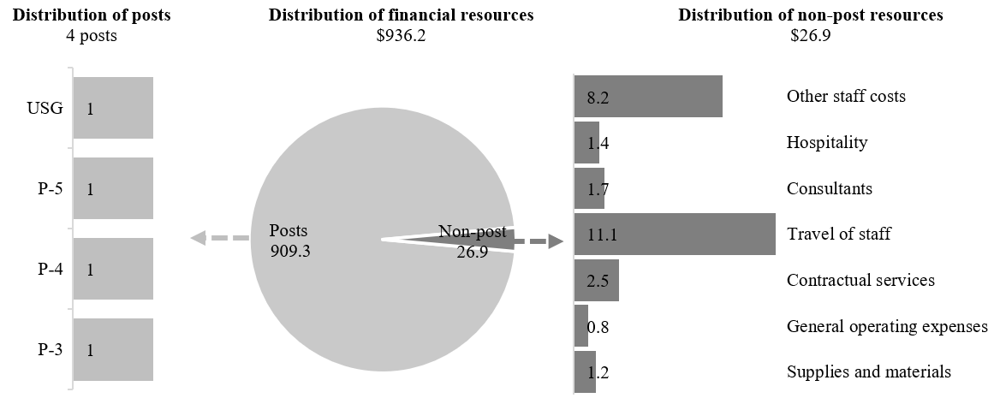 Distribution of posts
4 posts
USG 1
P-5 1
P-4 1
P-3 1
Distribution of financial resources
$936.2
Posts
909.3
Non-post
26.9
Distribution of non-post resources
$26.9
8.2 Other staff costs
1.4 Hospitality
1.7 Consultants
11.1 Travel of staff
2.5 Contractual services
0.8 General operating expenses
1.2 Supplies and materials